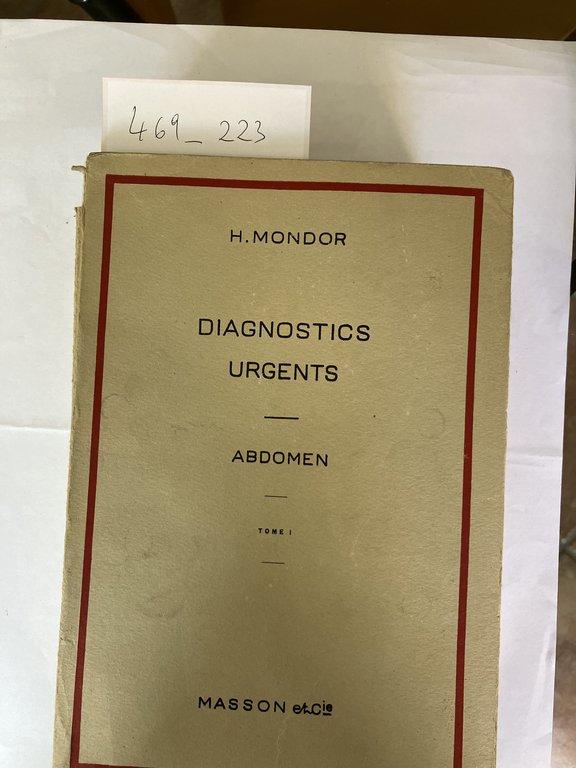 469_223
H. MONDOR
DIAGNOSTICS
URGENTS
ABDOMEN
TOME I
MASSON et Cie